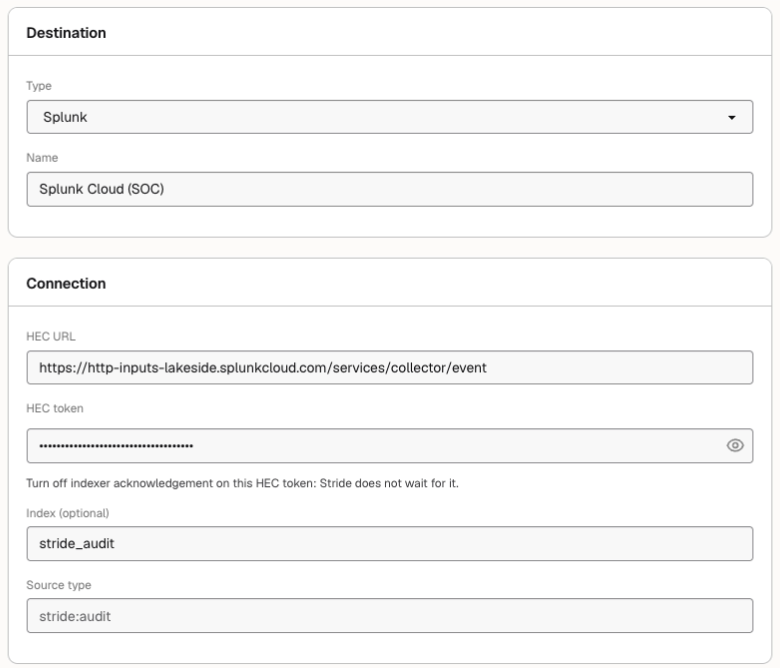 Destination
Type
Splunk
Name
Splunk Cloud (SOC)
Connection
HEC URL
https://http-inputs-lakeside.splunkcloud.com/services/collector/event
HEC token
••••••••••••••••••••••••••••••••••••
Turn off indexer acknowledgement on this HEC token: Stride does not wait for it.
Index (optional)
stride_audit
Source type
stride:audit